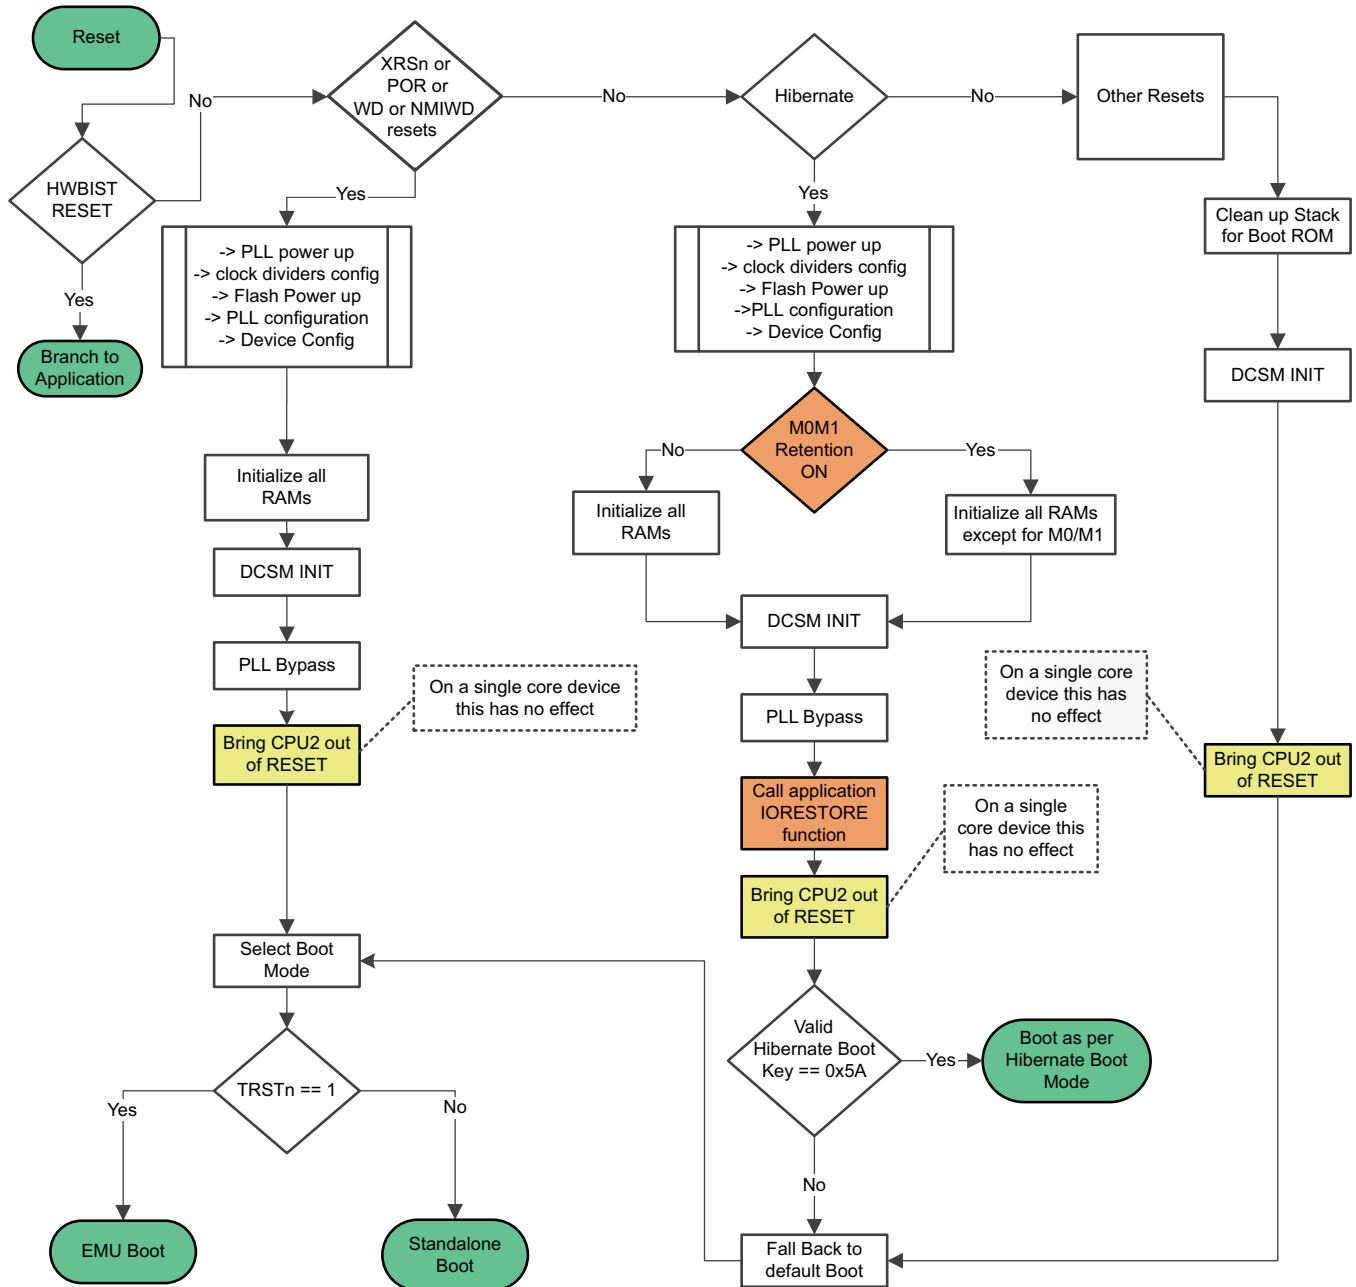 Reset
No
XRSn or
POR or
WD or NMIWD
resets
No
Hibernate
No
Other Resets
HWBIST
RESET
Yes
Yes
Yes
Branch to
Application
-> PLL power up
-> clock dividers config
-> Flash Power up
-> PLL configuration
-> Device Config
-> PLL power up
-> clock dividers config
-> Flash Power up
->PLL configuration
-> Device Config
Clean up Stack
for Boot ROM
DCSM INIT
M0M1
Retention
ON
No
Yes
Initialize all
RAMs
Initialize all
RAMs
Initialize all RAMs
except for M0/M1
DCSM INIT
DCSM INIT
PLL Bypass
PLL Bypass
On a single core device
this has no effect
On a single core
device this has
no effect
Bring CPU2 out
of RESET
Bring CPU2 out
of RESET
Call application
IORESTORE
function
On a single
core device this
has no effect
Bring CPU2 out
of RESET
Select Boot
Mode
Valid
Hibernate Boot
Key == 0x5A
Yes
Boot as per
Hibernate Boot
Mode
TRSTn == 1
Yes
No
No
EMU Boot
Standalone
Boot
Fall Back to
default Boot